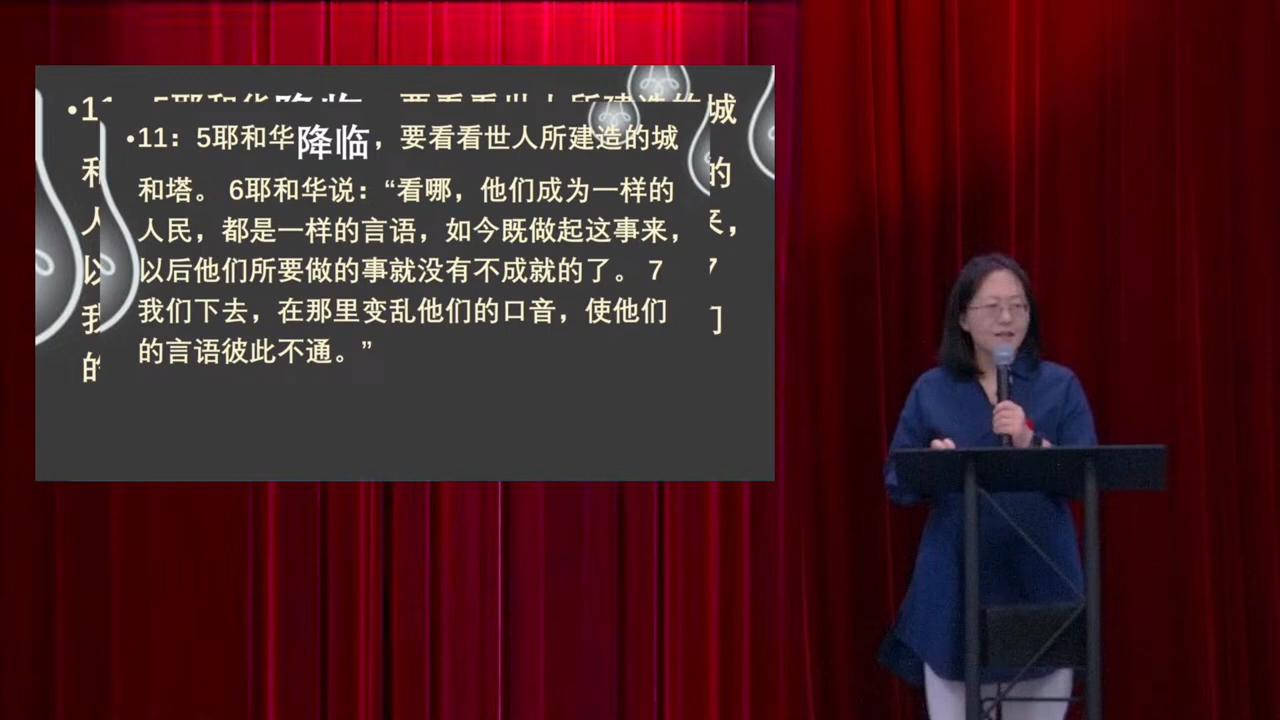 •11：5耶和华降临，要看看世人所建造的城
和塔。 6耶和华说：“看哪，他们成为一样的
人民，都是一样的言语，如今既做起这事来，
以后他们所要做的事就没有不成就的了。 7
我们下去，在那里变乱他们的口音，使他们
的言语彼此不通。”